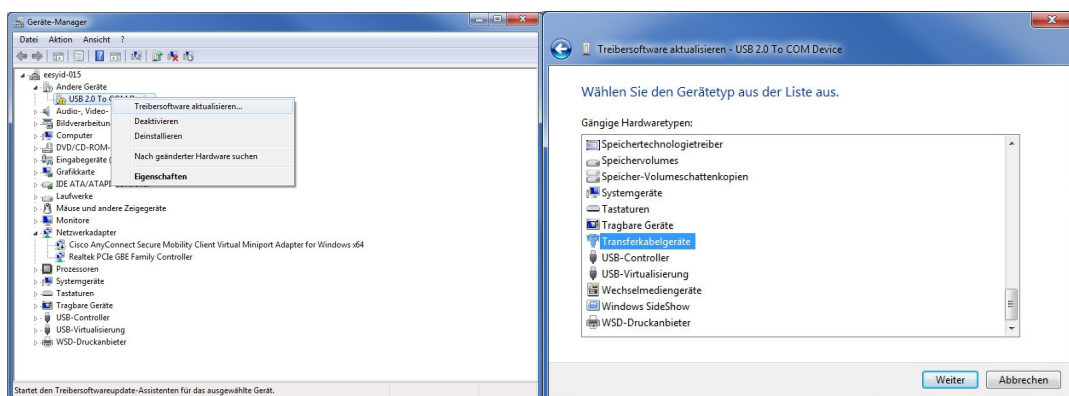 Geräte-Manager
Datei Aktion Ansicht ?
eesyid-015
Andere Geräte
USB 2.0 To COM Device
Audio-, Video-
Bildverarbeitun
Computer
DVD/CD-ROM-
Eingabegeräte (
Grafikkarte
IDE ATA/ATAPI
Laufwerke
Mäuse und andere Zeigegeräte
Monitore
Netzwerkadapter
Cisco AnyConnect Secure Mobility Client Virtual Miniport Adapter for Windows x64
Realtek PCIe GBE Family Controller
Prozessoren
Systemgeräte
Tastaturen
Tragbare Geräte
USB-Controller
USB-Virtualisierung
WSD-Druckanbieter
Treibersoftware aktualisieren...
Deaktivieren
Deinstallieren
Nach geänderter Hardware suchen
Eigenschaften
Startet den Treibersoftwareupdate-Assistenten für das ausgewählte Gerät.
Treibersoftware aktualisieren - USB 2.0 To COM Device
Wählen Sie den Gerätetyp aus der Liste aus.
Gängige Hardwaretypen:
Speichertechnologietreiber
Speichervolumes
Speicher-Volumeschattenkopien
Systemgeräte
Tastaturen
Tragbare Geräte
Transferkabelgeräte
USB-Controller
USB-Virtualisierung
Wechselmediengeräte
Windows SideShow
WSD-Druckanbieter
Weiter Abbrechen